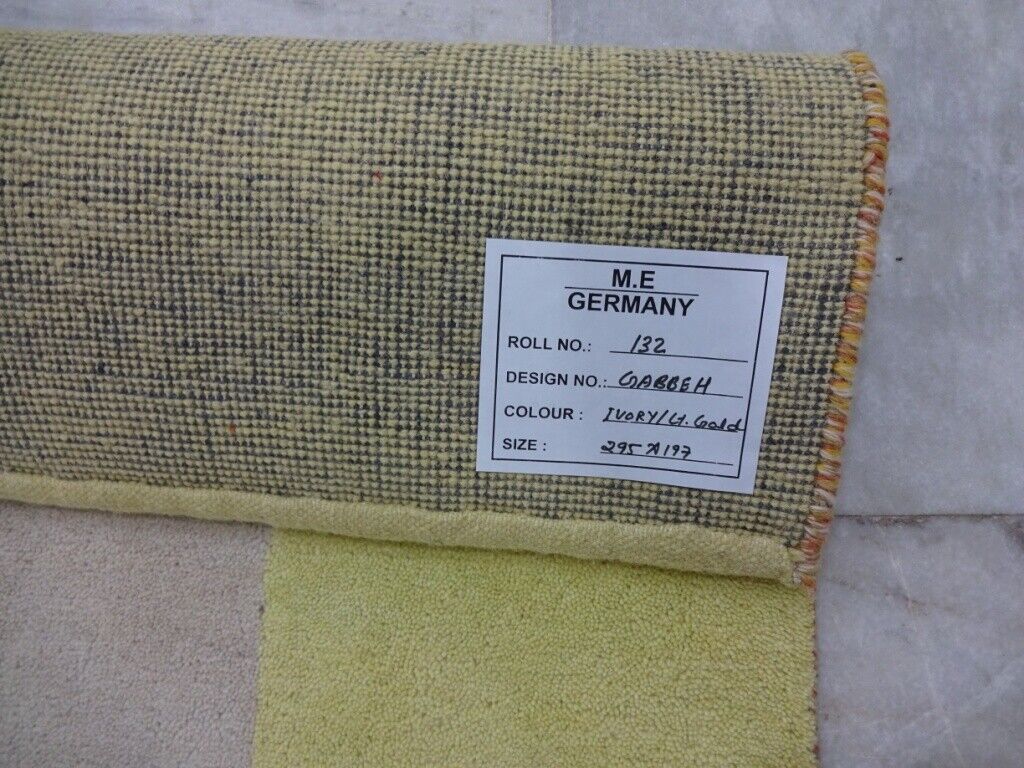 M.E
GERMANY
ROLL NO.: 132
DESIGN NO.: GABBEH
COLOUR : IVORY/Lt. Gold
SIZE : 295 X 197